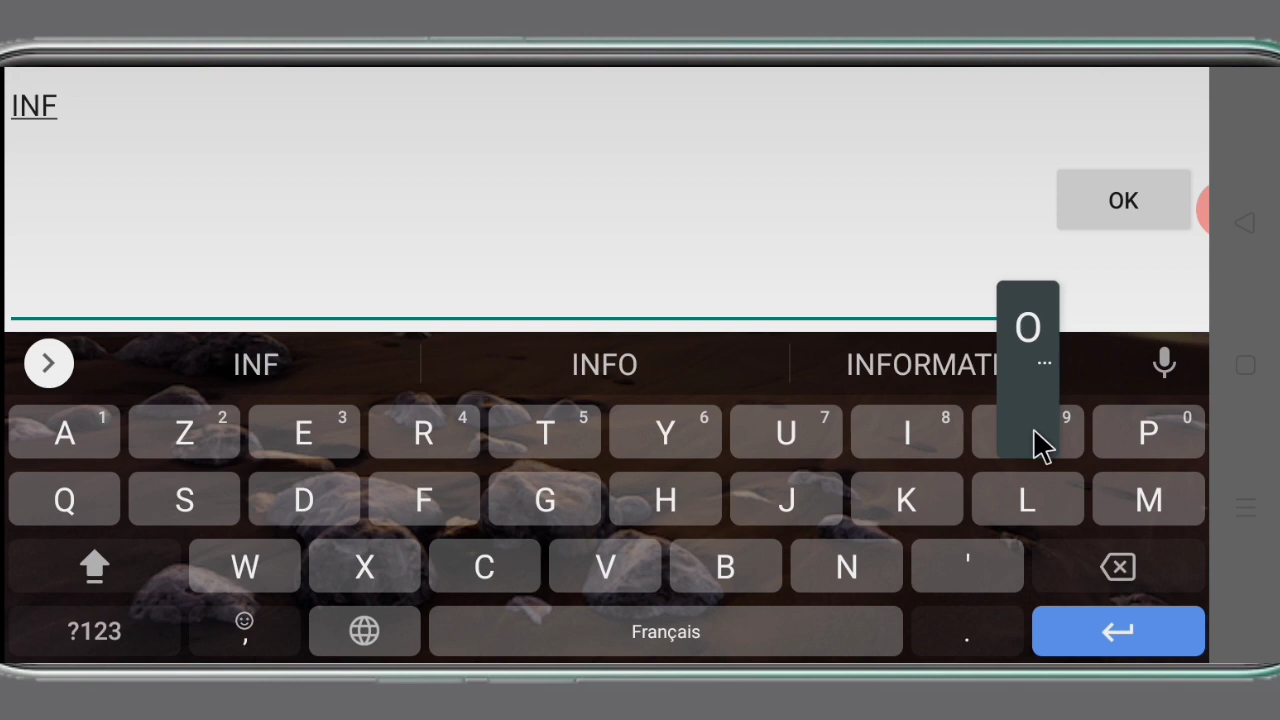 INF
OK
O
...
INF INFO INFORMATI
A 1 Z 2 E 3 R 4 T 5 Y 6 U 7 I 8 9 P 0
Q S D F G H J K L M
W X C V B N '
?123 , Français .